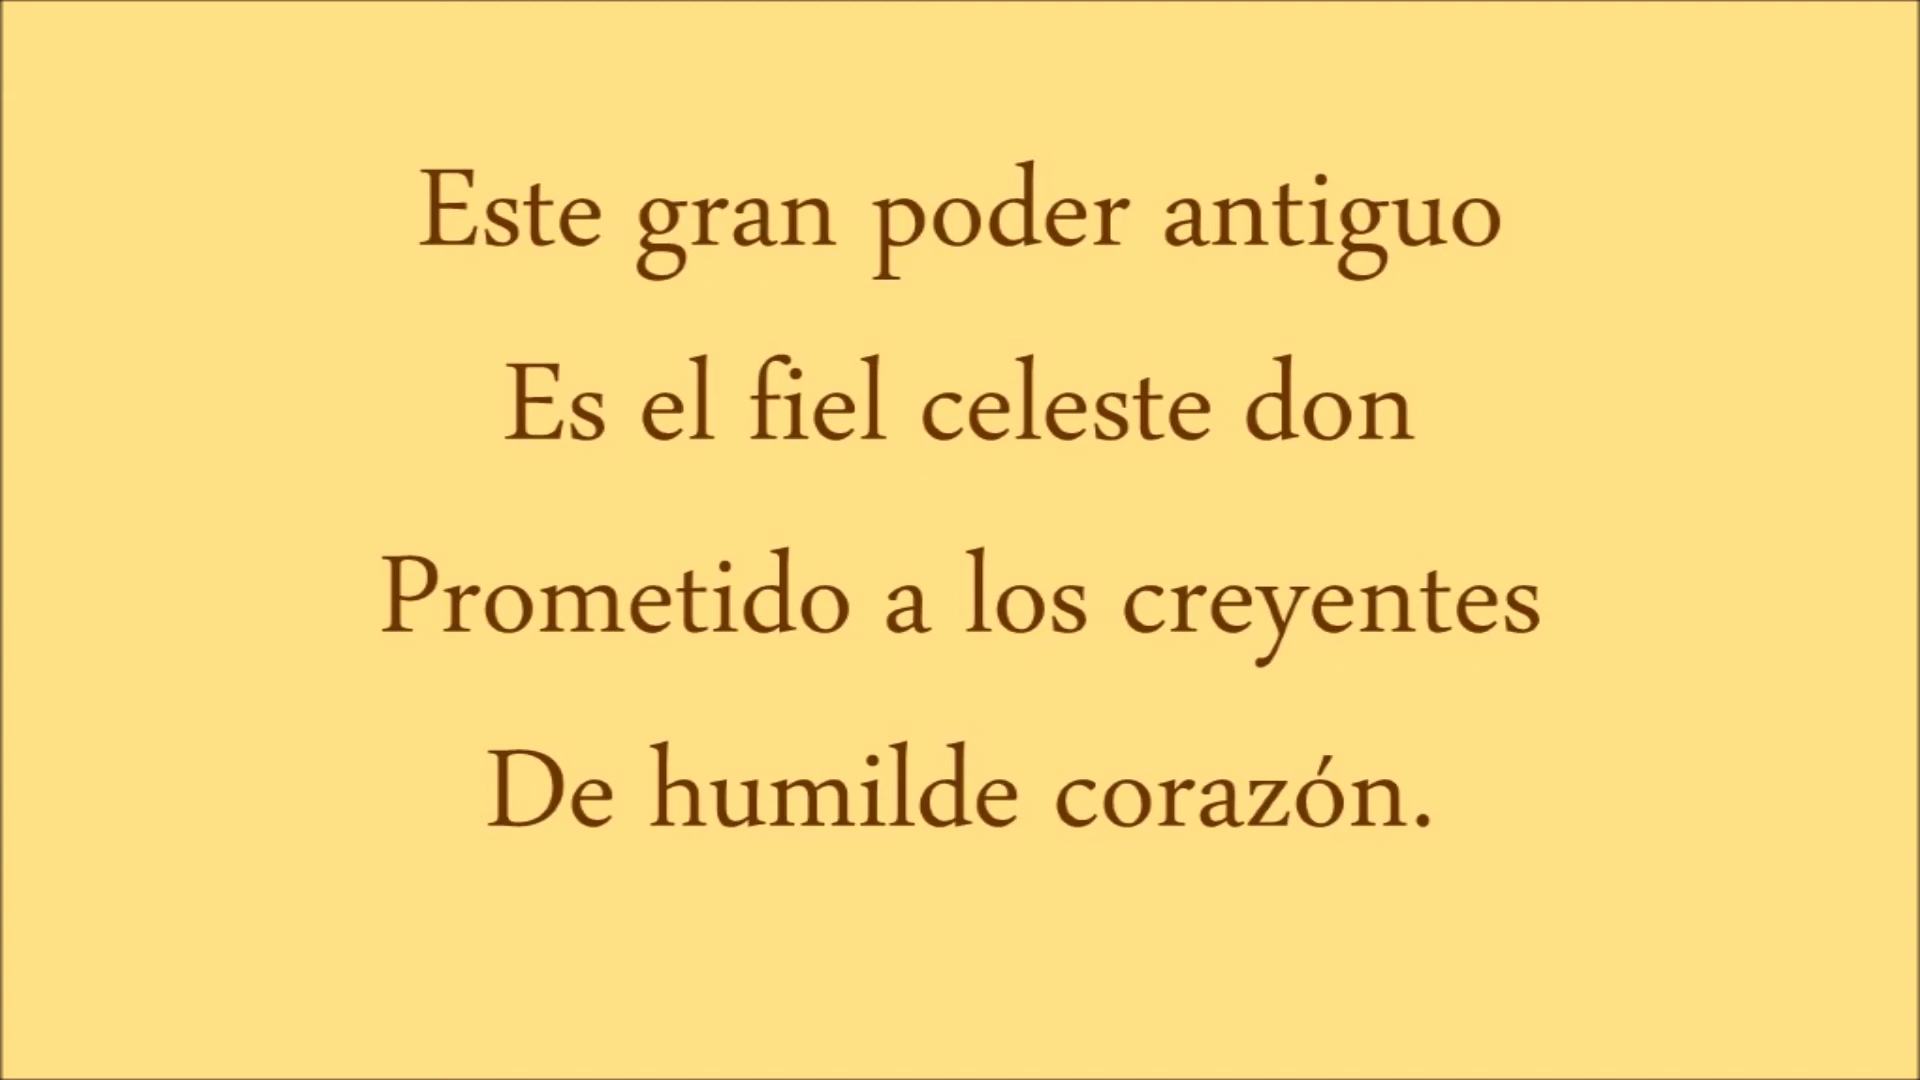 Este gran poder antiguo
Es el fiel celeste don
Prometido a los creyentes
De humilde corazón.